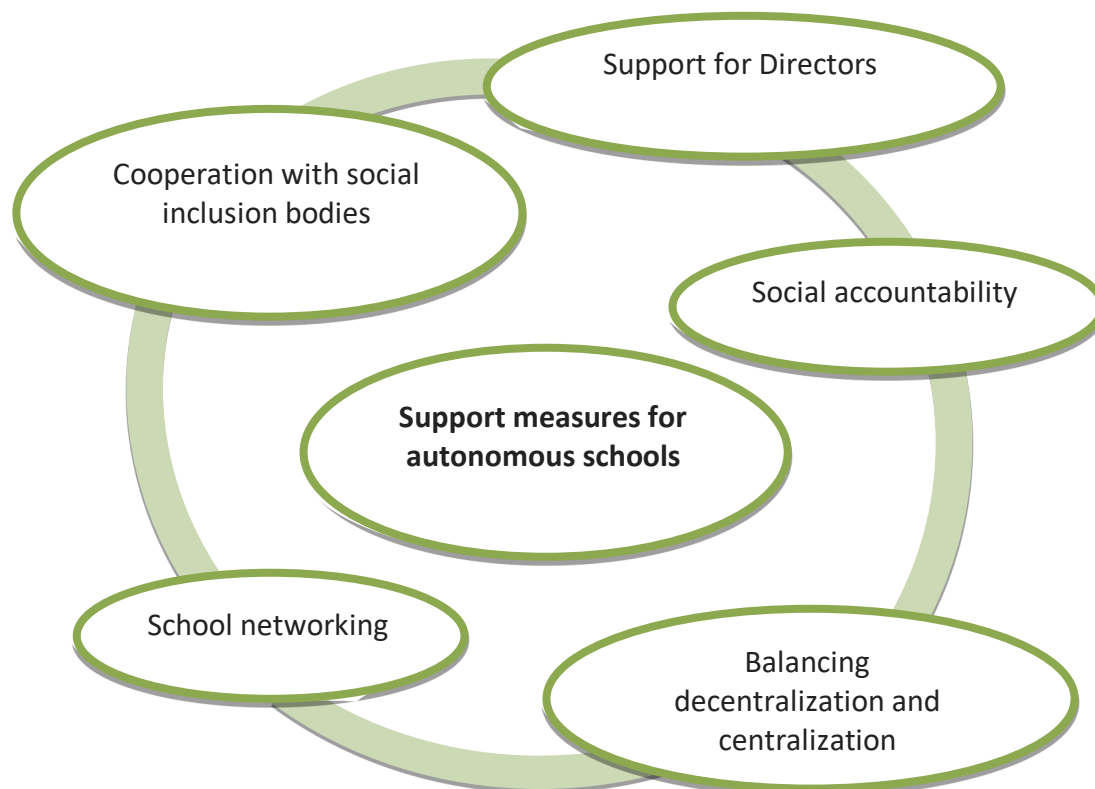 Support for Directors
Cooperation with social
inclusion bodies
Social accountability
Support measures for
autonomous schools
School networking
Balancing
decentralization and
centralization